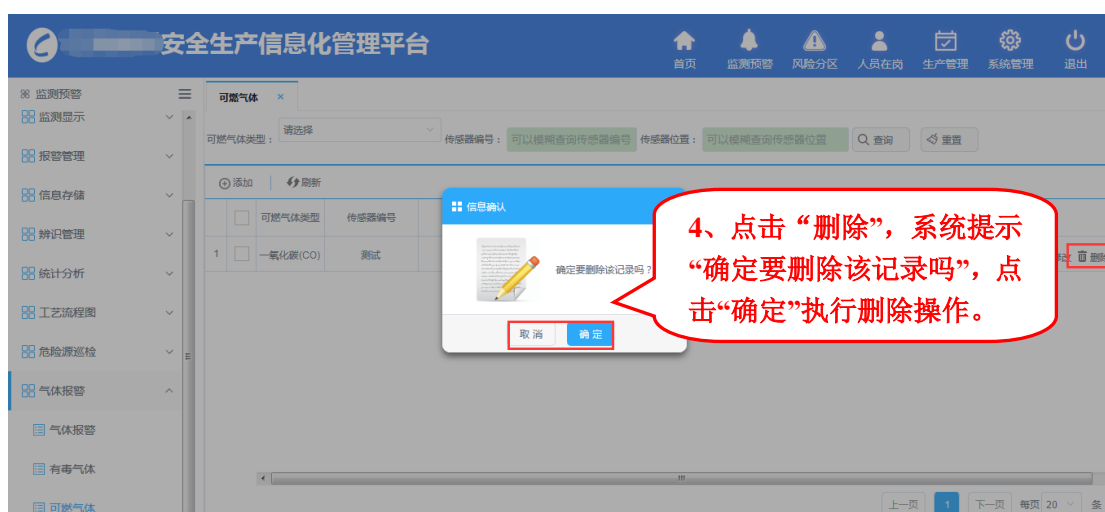 安全生产信息化管理平台
首页 监测预警 风险分区 人员在岗 生产管理 系统管理 退出
监测预警
可燃气体 ×
监测显示
可燃气体类型： 请选择 传感器编号： 可以模糊查询传感器编号 传感器位置： 可以模糊查询传感器位置 查询 重置
报警管理
添加 刷新
信息存储
信息确认
可燃气体类型 传感器编号
辨识管理
1 一氧化碳(CO) 测试
删除
确定要删除该记录吗？
4、点击“删除”，系统提示
“确定要删除该记录吗”，点
击“确定”执行删除操作。
取消 确定
统计分析
工艺流程图
危险源巡检
气体报警
气体报警
有毒气体
可燃气体
上一页 1 下一页 每页 20 条